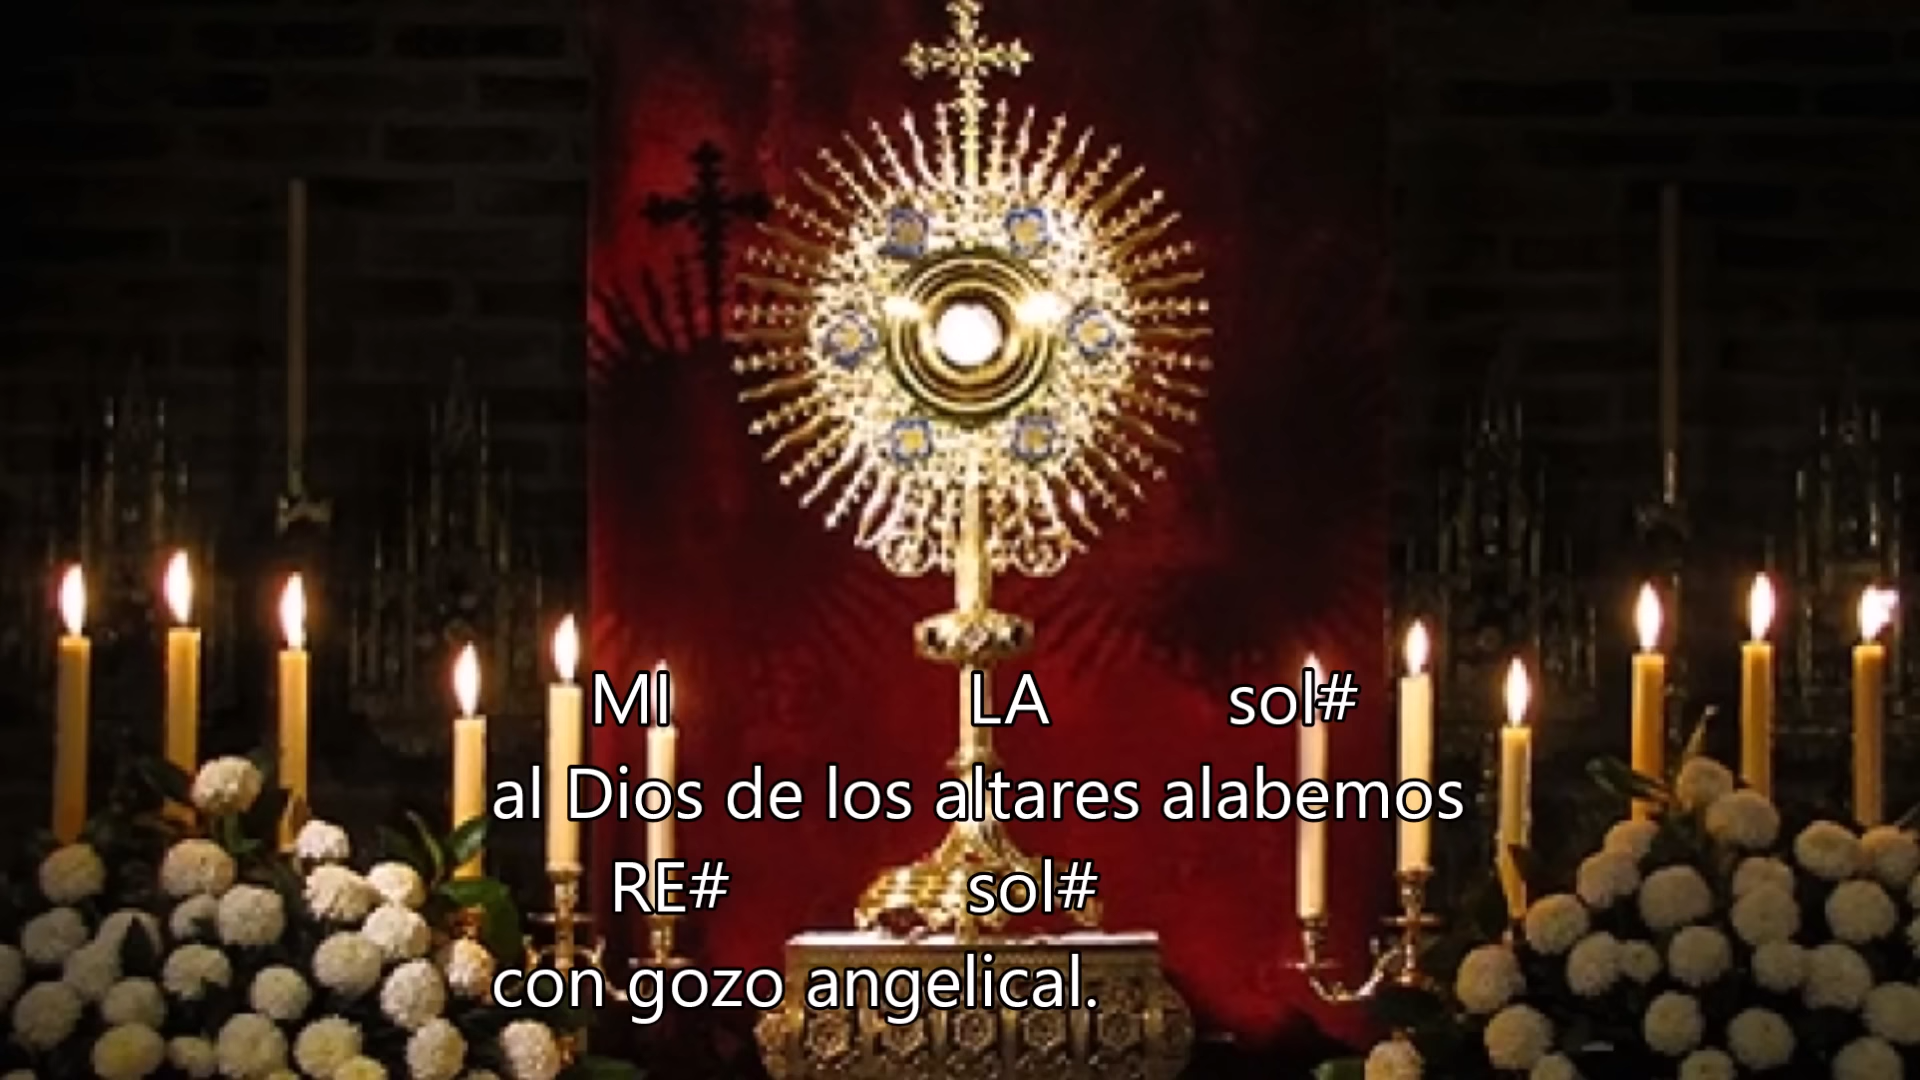 MI LA sol#
al Dios de los altares alabemos
RE# sol#
con gozo angelical.